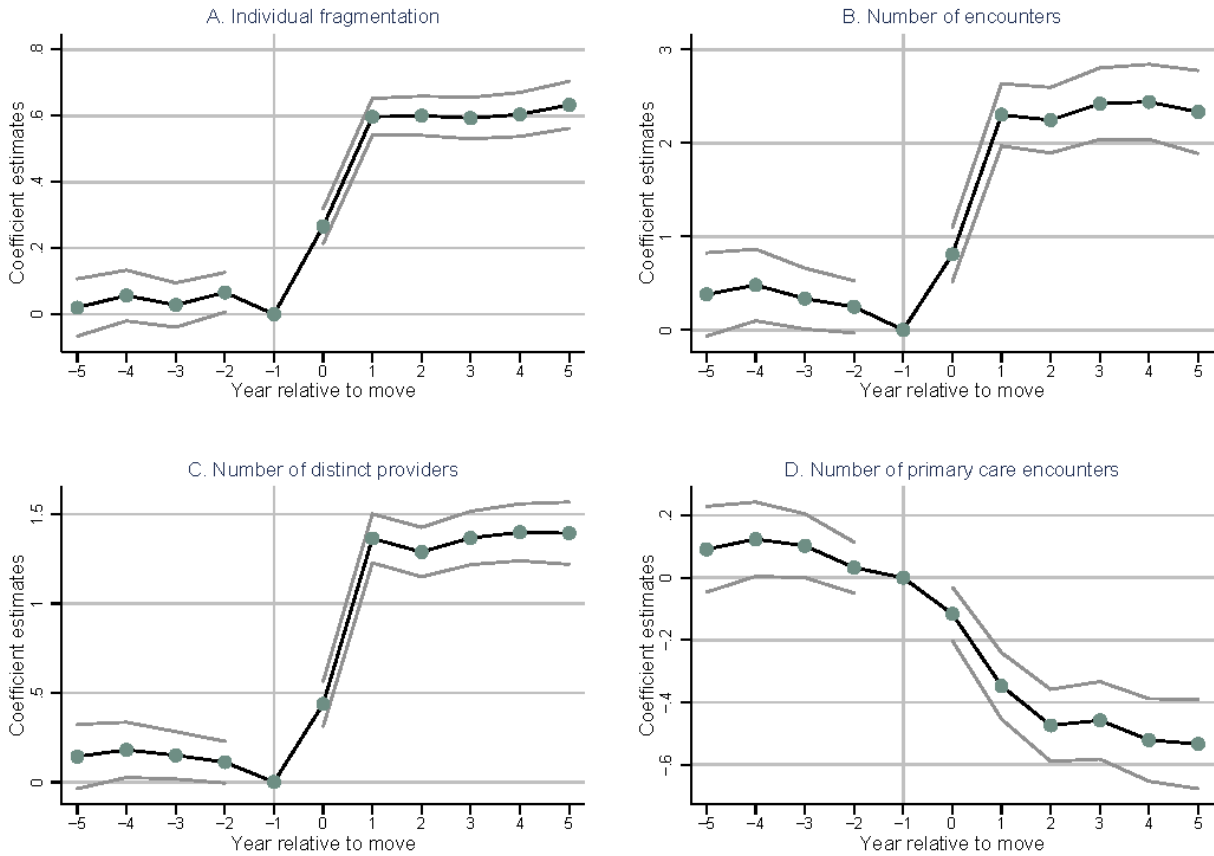 A. Individual fragmentation
Coefficient estimates
.8
.6
.4
.2
0
−5 −4 −3 −2 −1 0 1 2 3 4 5
Year relative to move
B. Number of encounters
Coefficient estimates
3
2
1
0
−5 −4 −3 −2 −1 0 1 2 3 4 5
Year relative to move
C. Number of distinct providers
Coefficient estimates
1.5
1
.5
0
−5 −4 −3 −2 −1 0 1 2 3 4 5
Year relative to move
D. Number of primary care encounters
Coefficient estimates
.2
0
−.2
−.4
−.6
−5 −4 −3 −2 −1 0 1 2 3 4 5
Year relative to move